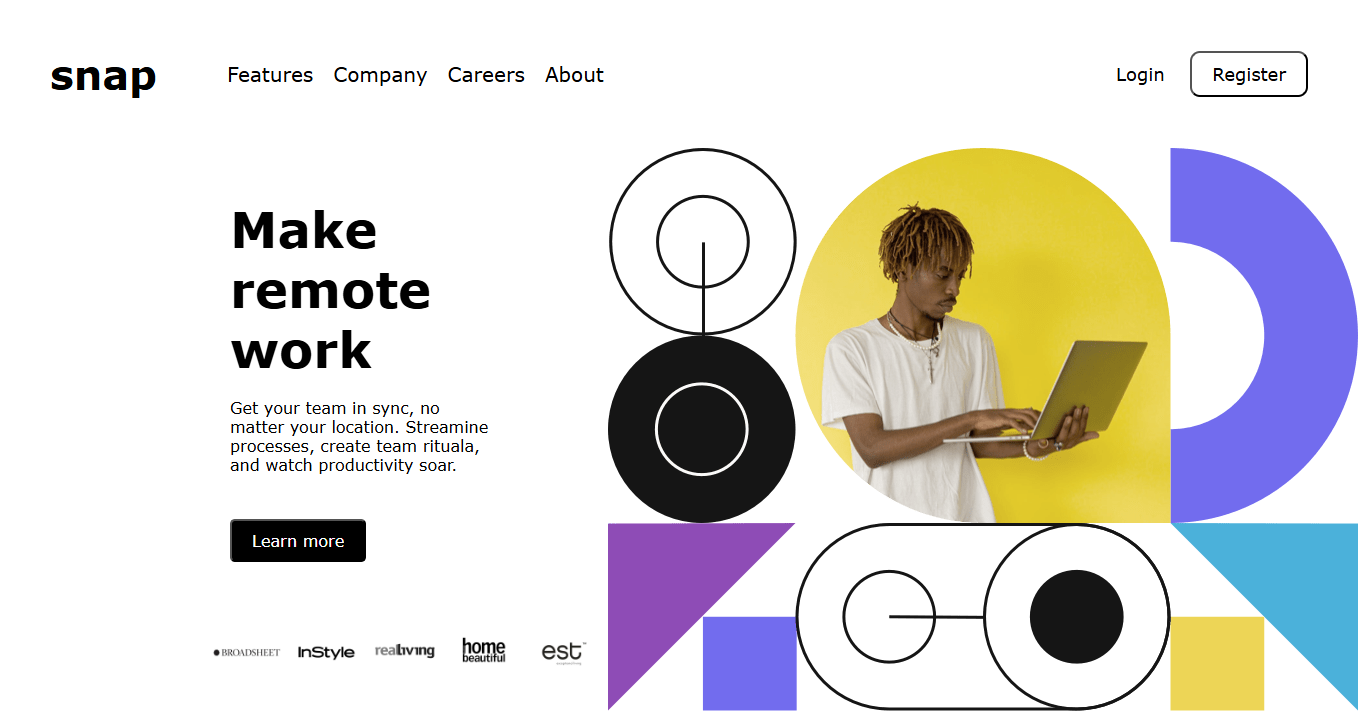 snap
Features Company Careers About
Login Register
Make
remote
work
Get your team in sync, no
matter your location. Streamine
processes, create team rituala,
and watch productivity soar.
Learn more
BROADSHEET InStyle realliving home beautiful est